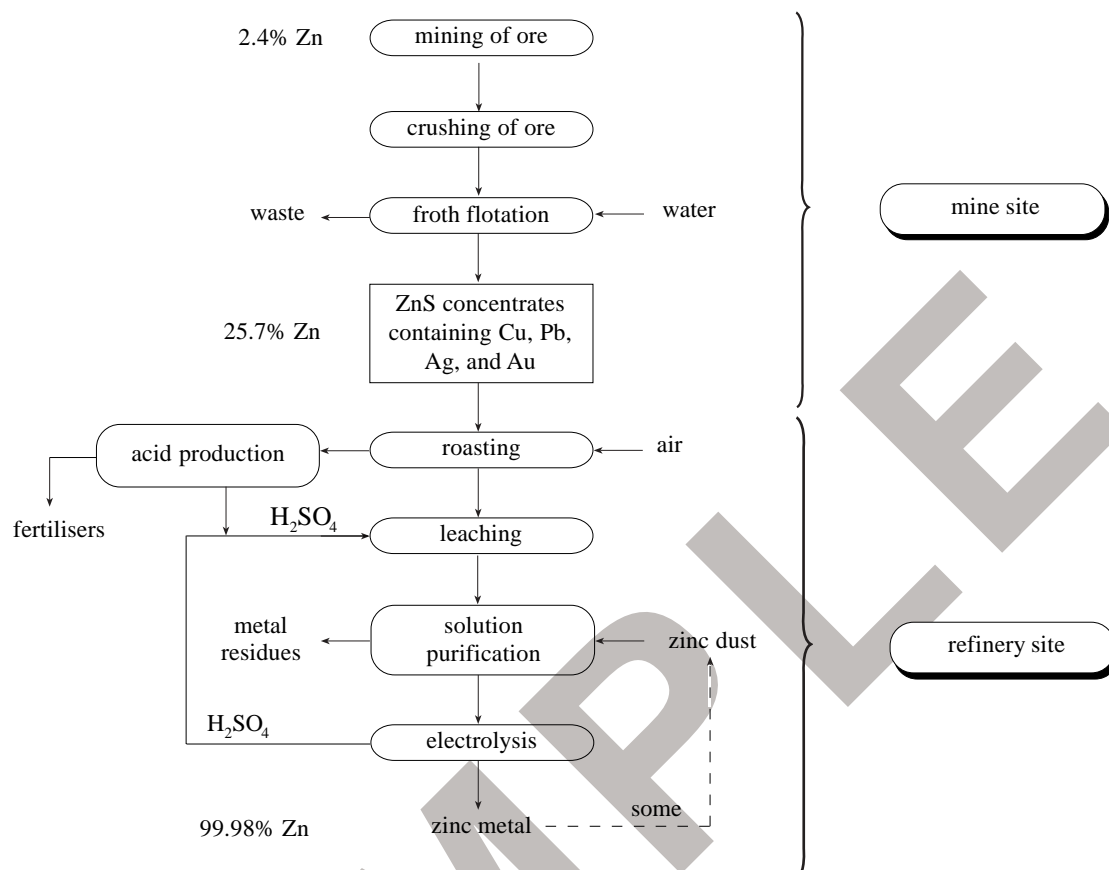 2.4% Zn
mining of ore
crushing of ore
waste
froth flotation
water
mine site
25.7% Zn
ZnS concentrates
containing Cu, Pb,
Ag, and Au
acid production
roasting
air
fertilisers
H₂SO₄
leaching
metal
residues
solution
purification
zinc dust
refinery site
H₂SO₄
electrolysis
some
99.98% Zn
zinc metal
MPLE